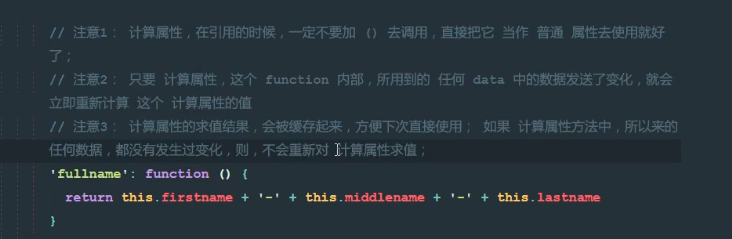 // 注意1： 计算属性，在引用的时候，一定不要加 () 去调用，直接把它 当作 普通 属性去使用就好
了；
// 注意2： 只要 计算属性，这个 function 内部，所用到的 任何 data 中的数据发送了变化，就会
立即重新计算 这个 计算属性的值
// 注意3： 计算属性的求值结果，会被缓存起来，方便下次直接使用； 如果 计算属性方法中，所以来的
任何数据，都没有发生过变化，则，不会重新对 计算属性求值；
'fullname': function () {
return this.firstname + '-' + this.middlename + '-' + this.lastname
}